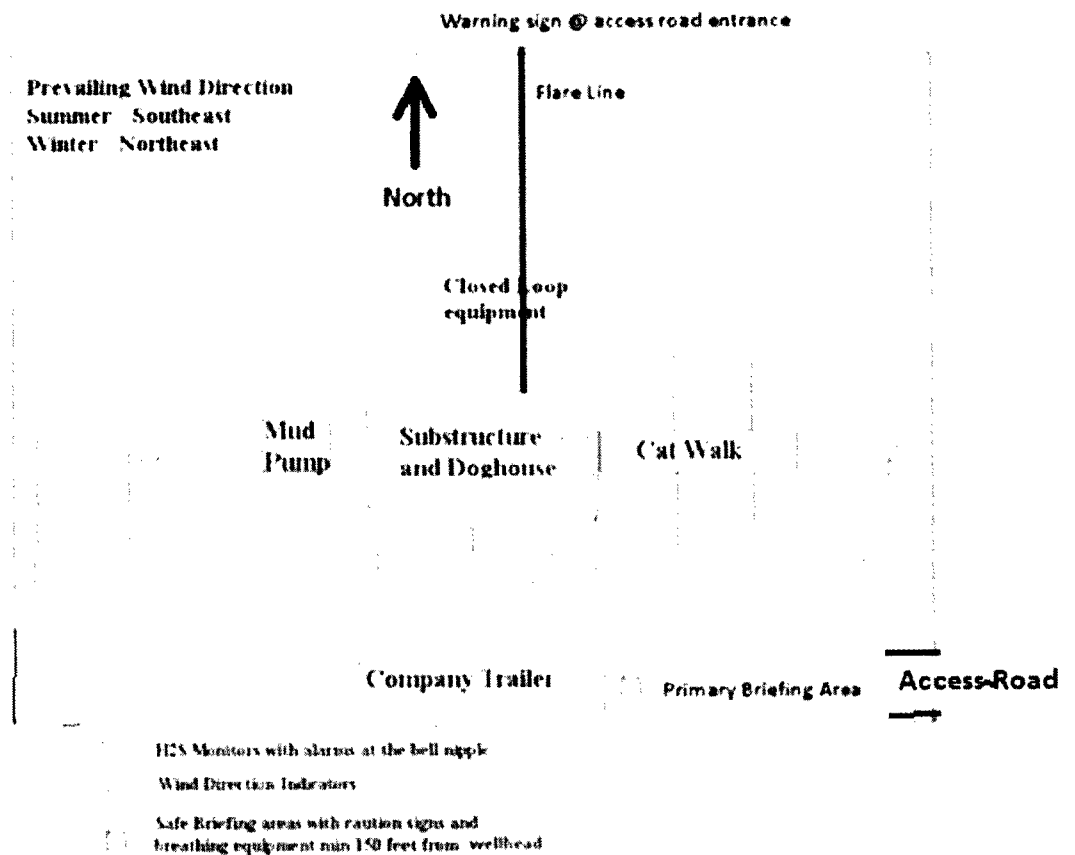 Warning sign @ access road entrance
Prevailing Wind Direction
Summer Southeast
Winter Northeast
Flare Line
North
Closed Loop
equipment
Mud
Pump
Substructure
and Doghouse
Cat Walk
Company Trailer
Primary Briefing Area
Access Road
H2S Monitors with alarms at the bell nipple
Wind Direction Indicators
Safe Briefing areas with caution signs and
breathing equipment min 150 feet from wellhead